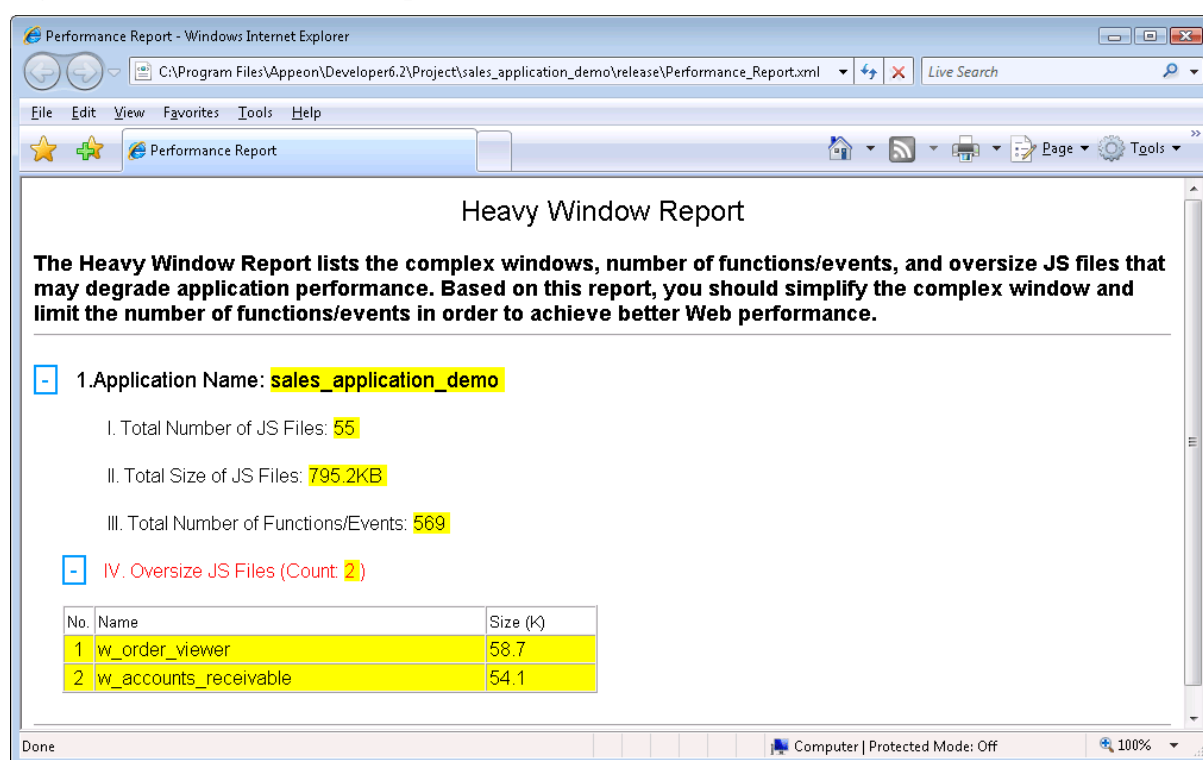 Performance Report - Windows Internet Explorer
C:\Program Files\Appeon\Developer6.2\Project\sales_application_demo\release\Performance_Report.xml
Live Search
File Edit View Favorites Tools Help
Performance Report
Page
Tools
Heavy Window Report
The Heavy Window Report lists the complex windows, number of functions/events, and oversize JS files that
may degrade application performance. Based on this report, you should simplify the complex window and
limit the number of functions/events in order to achieve better Web performance.
- 1.Application Name: sales_application_demo
I. Total Number of JS Files: 55
II. Total Size of JS Files: 795.2KB
III. Total Number of Functions/Events: 569
- IV. Oversize JS Files (Count: 2 )
No. Name Size (K)
1 w_order_viewer 58.7
2 w_accounts_receivable 54.1
Done
Computer | Protected Mode: Off
100%